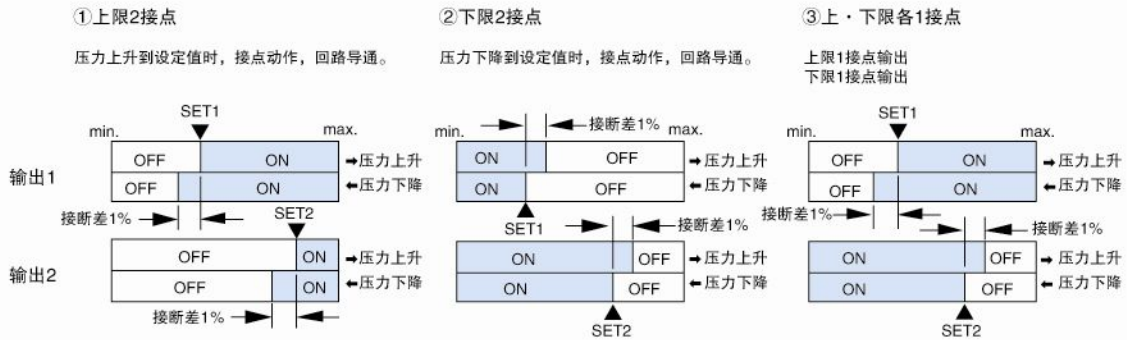 ①上限2接点
压力上升到设定值时，接点动作，回路导通。
SET1
min.
max.
输出1
OFF
ON
→压力上升
OFF
ON
←压力下降
接断差1%
SET2
输出2
OFF
ON
→压力上升
OFF
ON
←压力下降
接断差1%
②下限2接点
压力下降到设定值时，接点动作，回路导通。
接断差1%
min.
max.
ON
OFF
→压力上升
ON
OFF
←压力下降
SET1
接断差1%
ON
OFF
→压力上升
ON
OFF
←压力下降
SET2
③上·下限各1接点
上限1接点输出
下限1接点输出
SET1
min.
max.
OFF
ON
→压力上升
OFF
ON
←压力下降
接断差1%
接断差1%
ON
OFF
→压力上升
ON
OFF
←压力下降
SET2